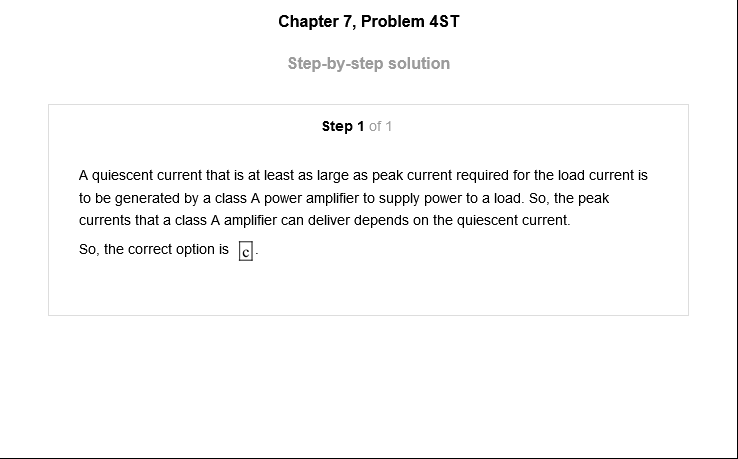 Chapter 7, Problem 4ST
Step-by-step solution
Step 1 of 1
A quiescent current that is at least as large as peak current required for the load current is
to be generated by a class A power amplifier to supply power to a load. So, the peak
currents that a class A amplifier can deliver depends on the quiescent current.
So, the correct option is c.